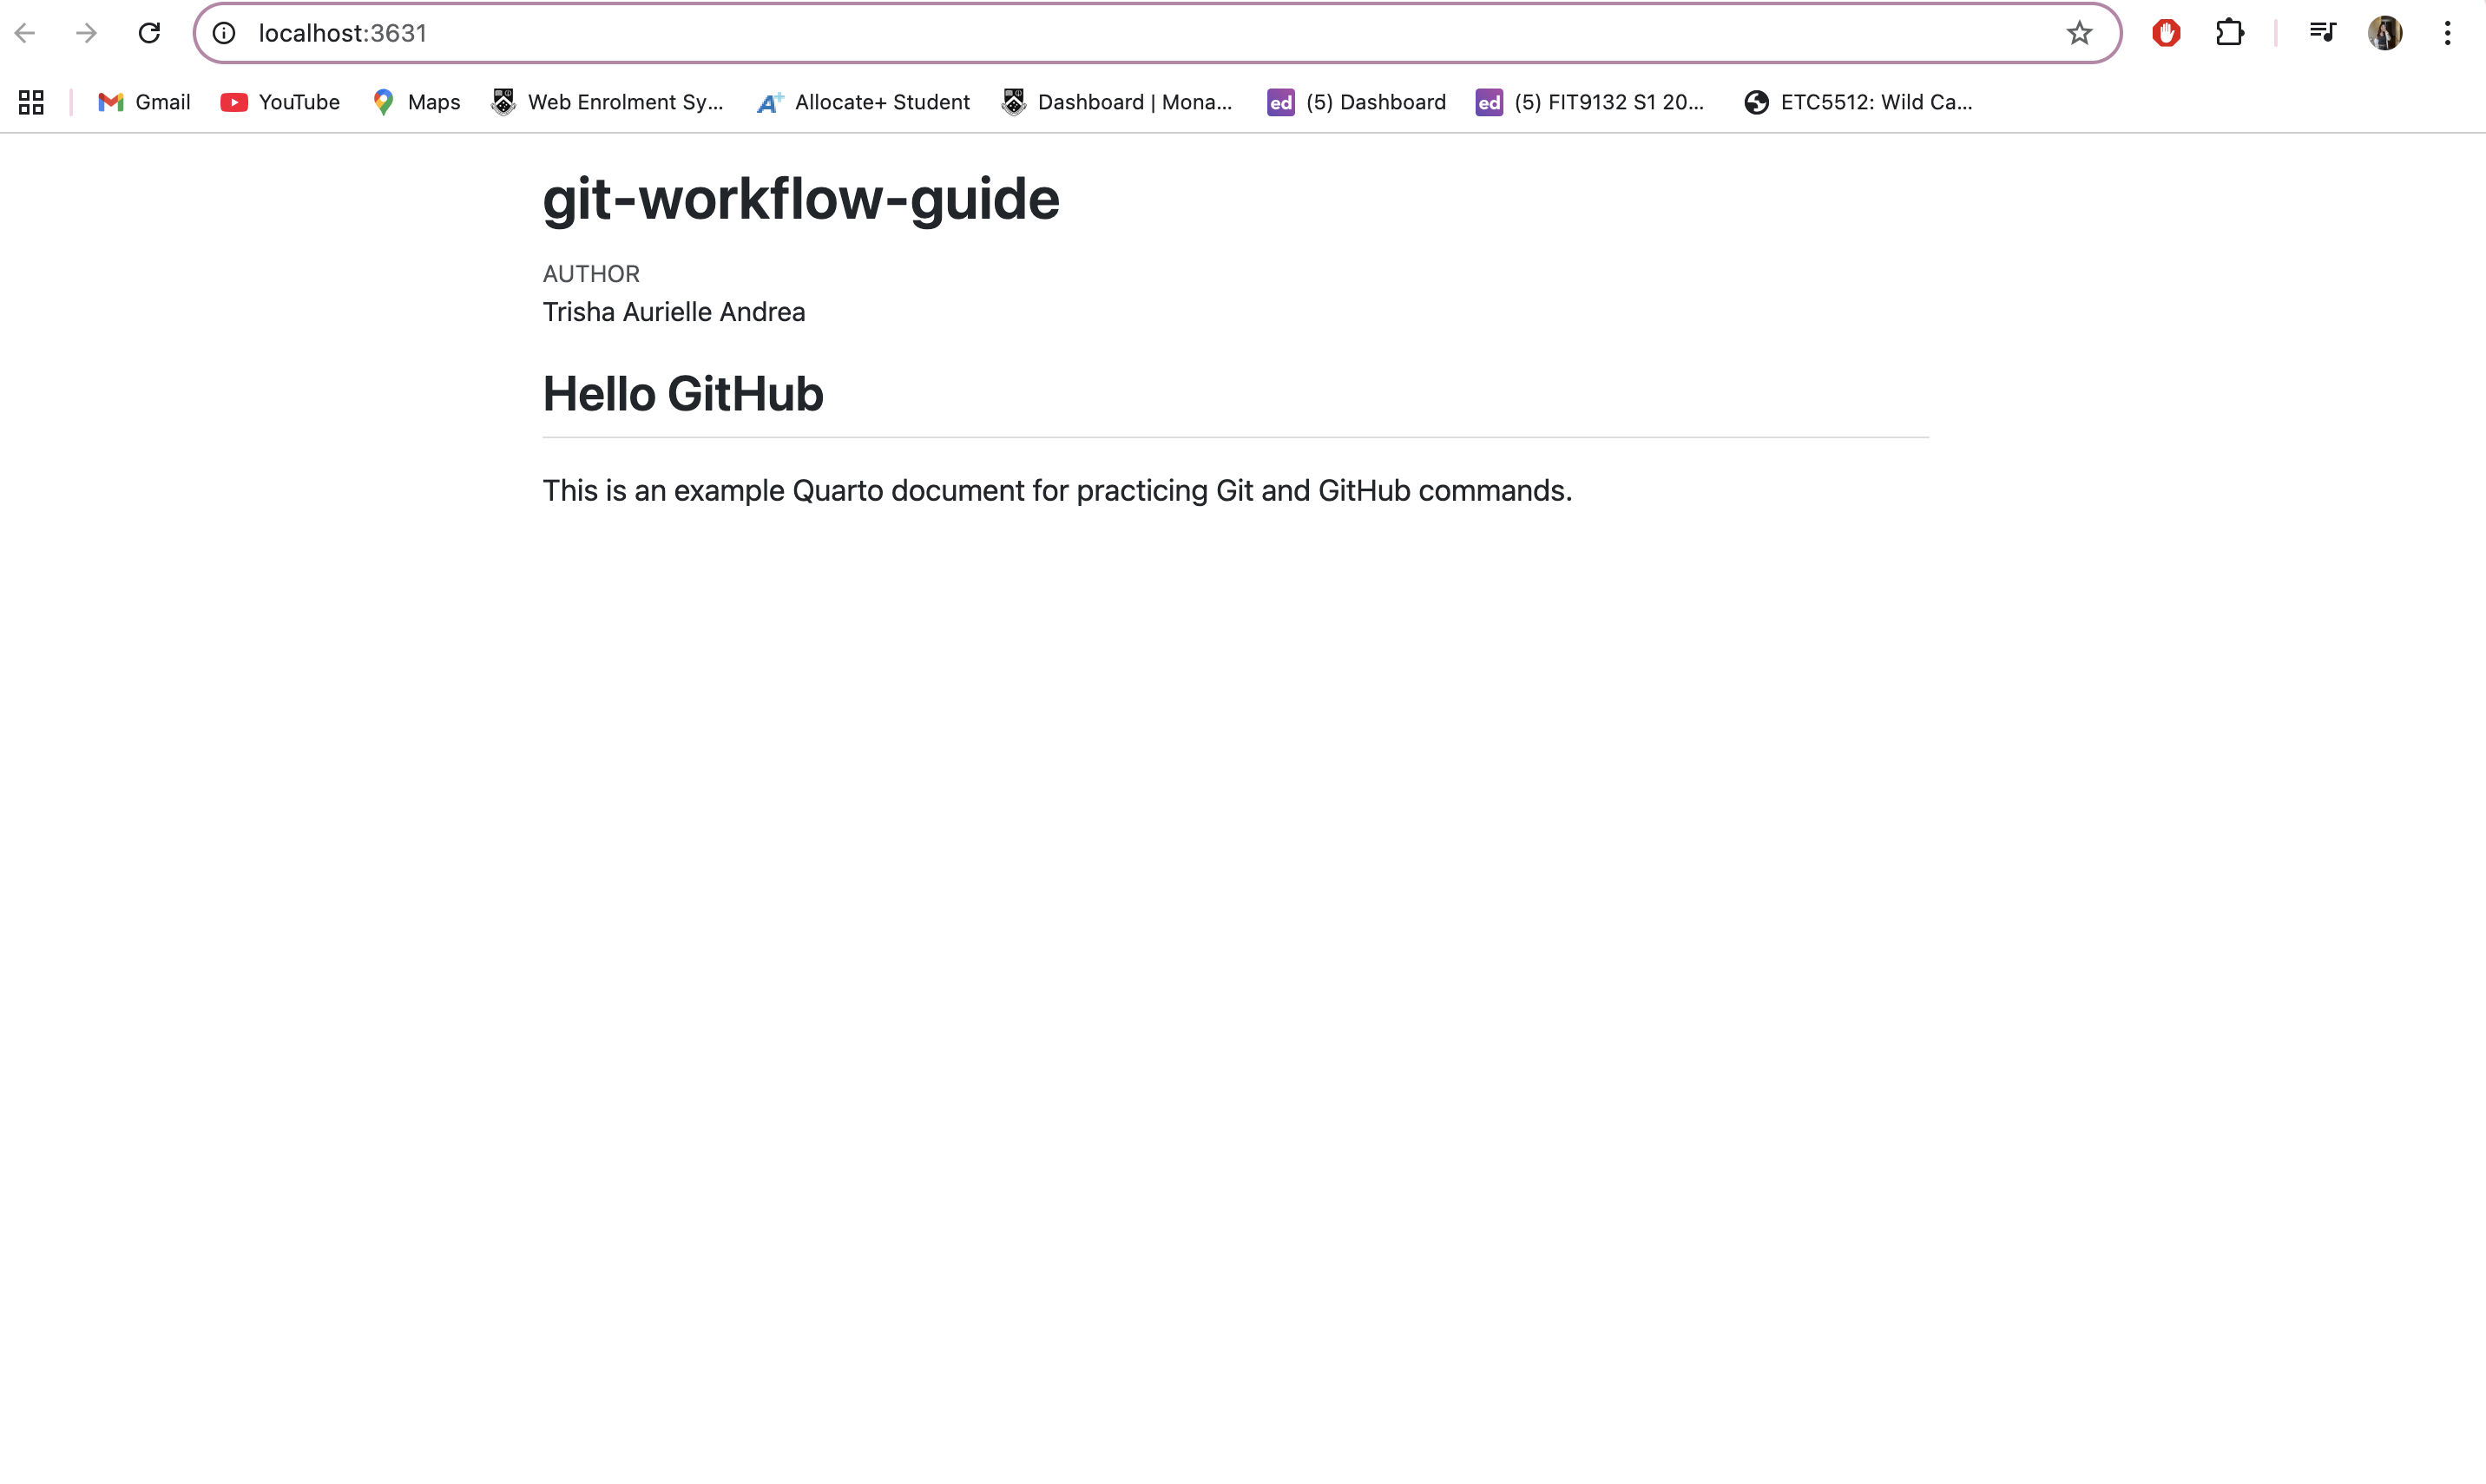 localhost:3631
Gmail YouTube Maps Web Enrolment Sy... Allocate+ Student Dashboard | Mona... ed (5) Dashboard ed (5) FIT9132 S1 20... ETC5512: Wild Ca...
git-workflow-guide
AUTHOR
Trisha Aurielle Andrea
Hello GitHub
This is an example Quarto document for practicing Git and GitHub commands.